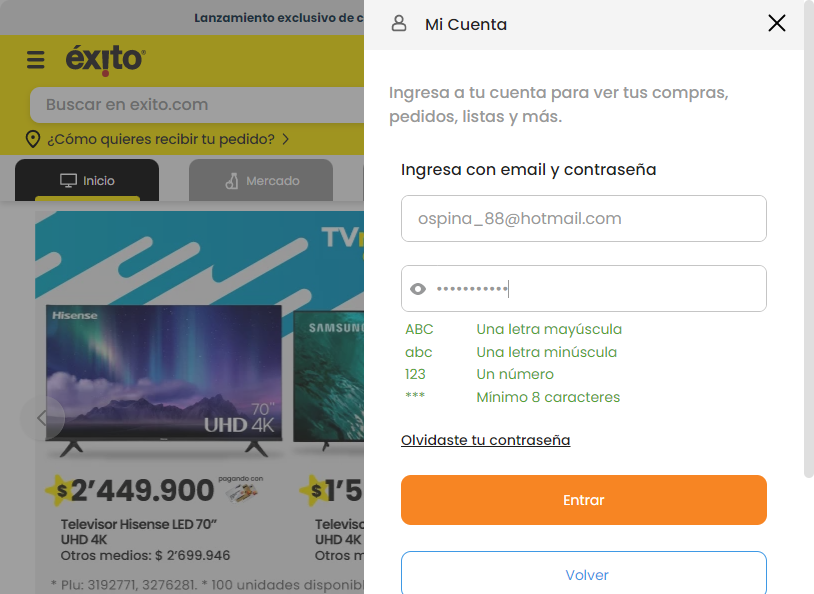 Lanzamiento exclusivo de c
éxito
Buscar en exito.com
¿Cómo quieres recibir tu pedido?
Inicio
Mercado
TV
Hisense
SAMSUN
70"
UHD 4K
$2’449.900
pagando con
$1’5
Televisor Hisense LED 70”
UHD 4K
Otros medios: $ 2’699.946
Televis
UHD 4K
Otros m
* Plu: 3192771, 3276281. * 100 unidades disponibl
Mi Cuenta
Ingresa a tu cuenta para ver tus compras,
pedidos, listas y más.
Ingresa con email y contraseña
ospina_88@hotmail.com
•••••••••••
ABC Una letra mayúscula
abc Una letra minúscula
123 Un número
*** Mínimo 8 caracteres
Olvidaste tu contraseña
Entrar
Volver